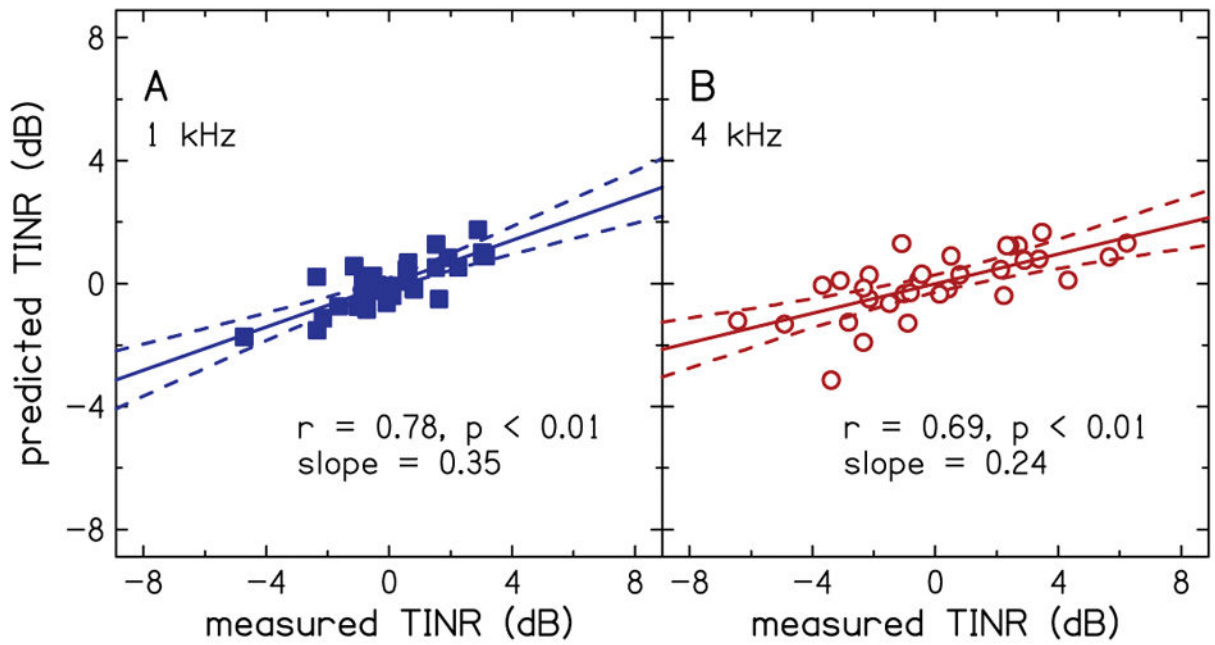 predicted TINR (dB)
8
4
0
−4
−8
A
1 kHz
r = 0.78, p < 0.01
slope = 0.35
−8 −4 0 4 8
measured TINR (dB)
B
4 kHz
r = 0.69, p < 0.01
slope = 0.24
−8 −4 0 4 8
measured TINR (dB)